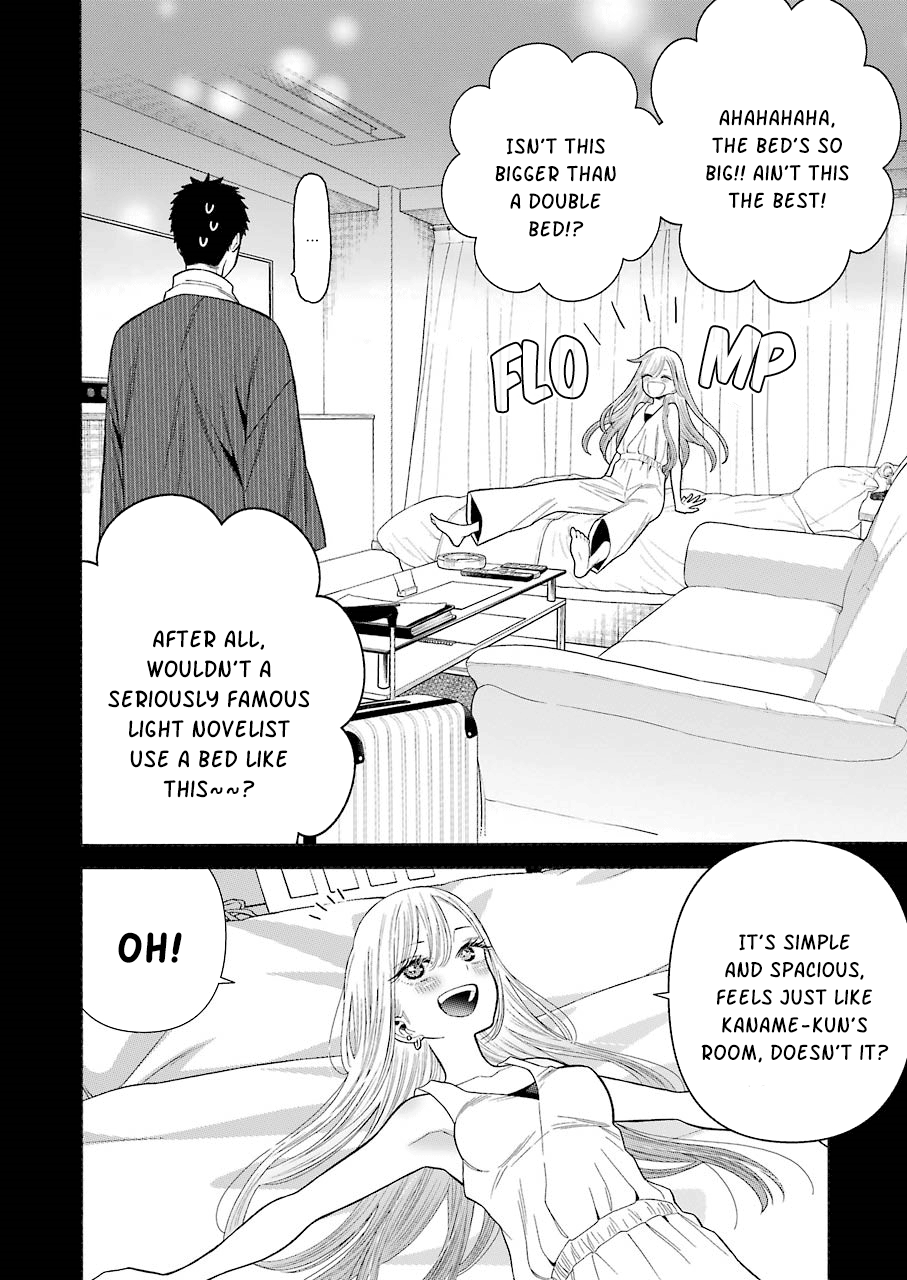 AHAHAHAHA,
THE BED'S SO
BIG!! AIN'T THIS
THE BEST!
ISN'T THIS
BIGGER THAN
A DOUBLE
BED!?
...
FLO MP
AFTER ALL,
WOULDN'T A
SERIOUSLY FAMOUS
LIGHT NOVELIST
USE A BED LIKE
THIS~~?
IT'S SIMPLE
AND SPACIOUS,
FEELS JUST LIKE
KANAME-KUN'S
ROOM, DOESN'T IT?
OH!